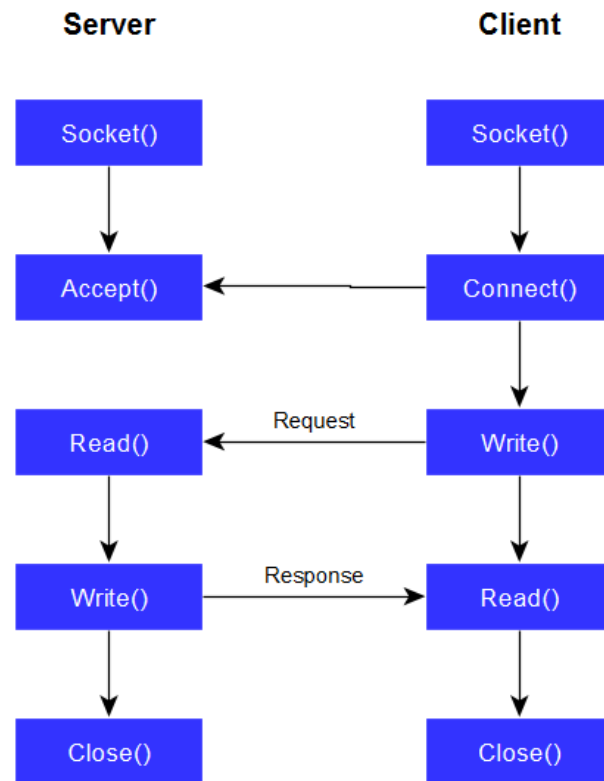 Server Client
Socket() Socket()
Accept() Connect()
Request
Read() Write()
Response
Write() Read()
Close() Close()